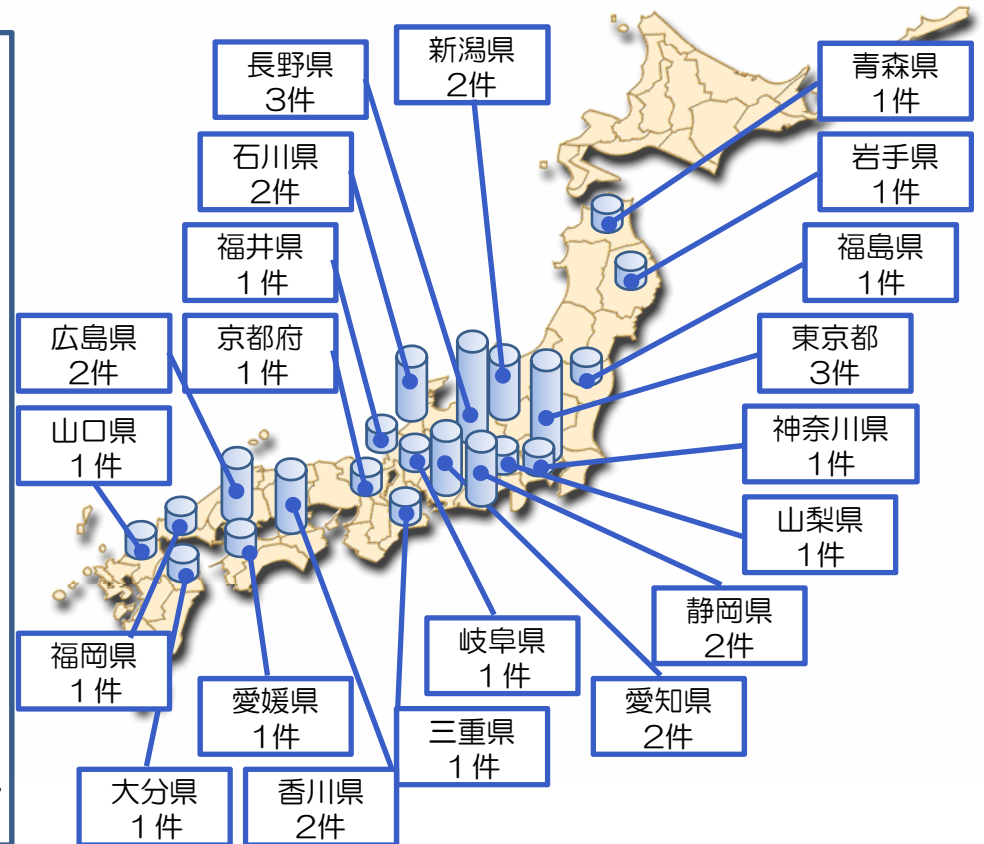 長野県
3件
新潟県
2件
青森県
1件
石川県
2件
岩手県
1件
福井県
1件
福島県
1件
広島県
2件
京都府
1件
東京都
3件
山口県
1件
神奈川県
1件
山梨県
1件
静岡県
2件
岐阜県
1件
福岡県
1件
愛媛県
1件
愛知県
2件
三重県
1件
大分県
1件
香川県
2件